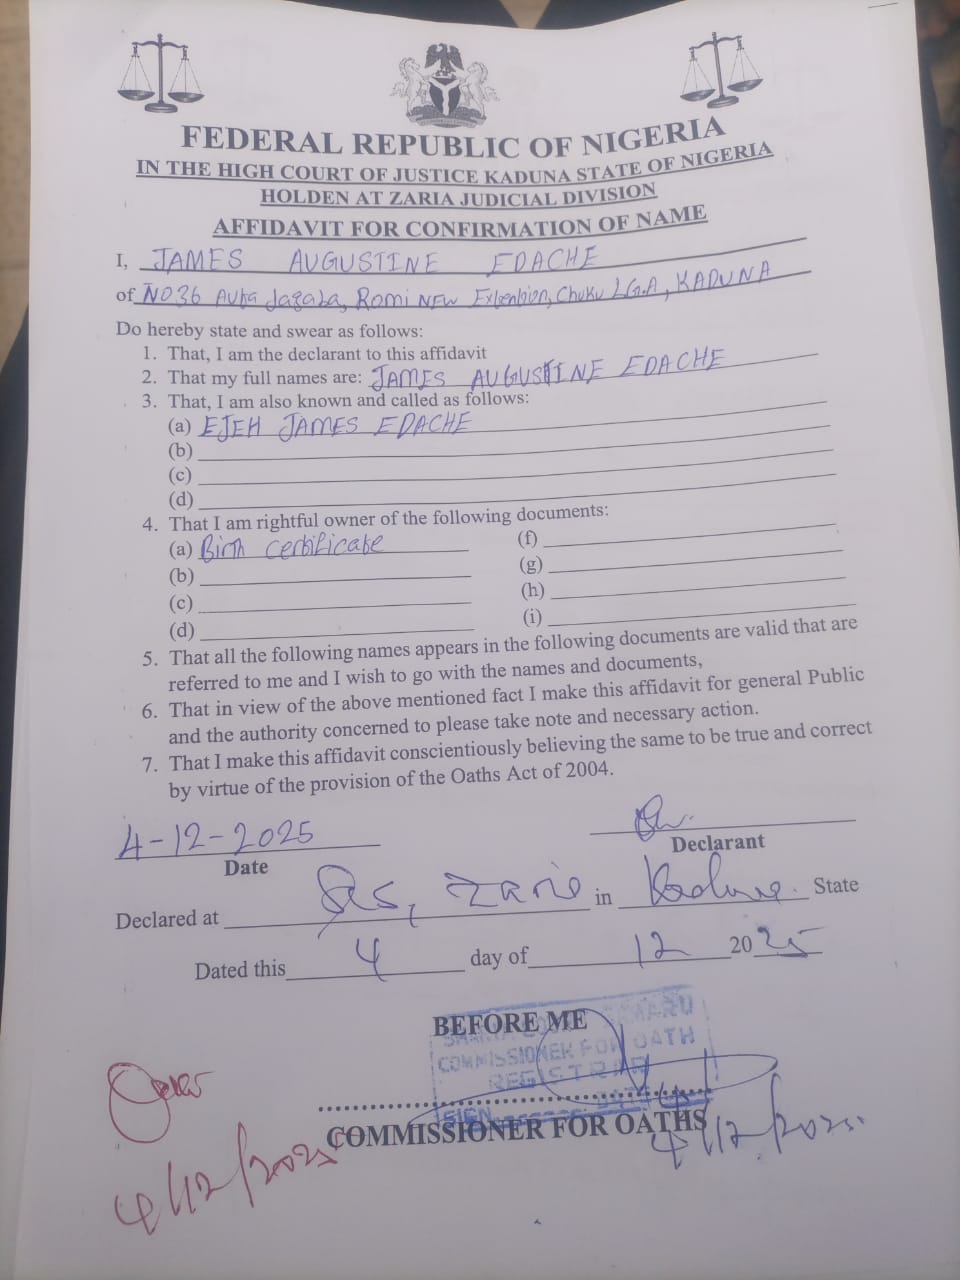 FEDERAL REPUBLIC OF NIGERIA
IN THE HIGH COURT OF JUSTICE KADUNA STATE OF NIGERIA
HOLDEN AT ZARIA JUDICIAL DIVISION
AFFIDAVIT FOR CONFIRMATION OF NAME
I, JAMES AUGUSTINE EDACHE
of NO36 Jagaba, Romi NEW Extension, Chuku L.G.A, KADUNA
Do hereby state and swear as follows:
1. That, I am the declarant to this affidavit
2. That my full names are: JAMES AUGUSTINE EDACHE
3. That, I am also known and called as follows:
(a) EJEH JAMES EDACHE
(b)
(c)
(d)
4. That I am rightful owner of the following documents:
(a) Birth certificate (f)
(b) (g)
(c) (h)
(d) (i)
5. That all the following names appears in the following documents are valid that are
referred to me and I wish to go with the names and documents,
6. That in view of the above mentioned fact I make this affidavit for general Public
and the authority concerned to please take note and necessary action.
7. That I make this affidavit conscientiously believing the same to be true and correct
by virtue of the provision of the Oaths Act of 2004.
4-12-2025
Date Declarant
Declared at Zaria in Kaduna State
Dated this 4 day of 12 2025
BEFORE ME
COMMISSIONER FOR OATH
REGISTRAR
SIGN DATE
COMMISSIONER FOR OATHS
4/12/2025 4/12/2025